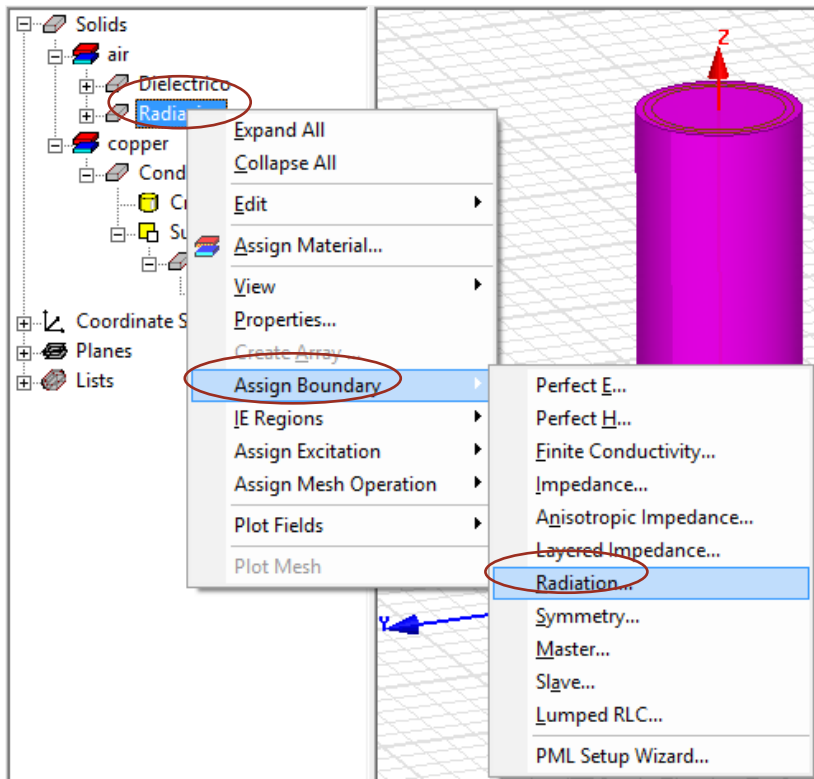 Solids
air
Dielectrico
Radia
copper
Cond
Coordinate S
Planes
Lists
Expand All
Collapse All
Edit
Assign Material...
View
Properties...
Create Array...
Assign Boundary
IE Regions
Assign Excitation
Assign Mesh Operation
Plot Fields
Plot Mesh
Perfect E...
Perfect H...
Finite Conductivity...
Impedance...
Anisotropic Impedance...
Layered Impedance...
Radiation...
Symmetry...
Master...
Slave...
Lumped RLC...
PML Setup Wizard...
Z
Y